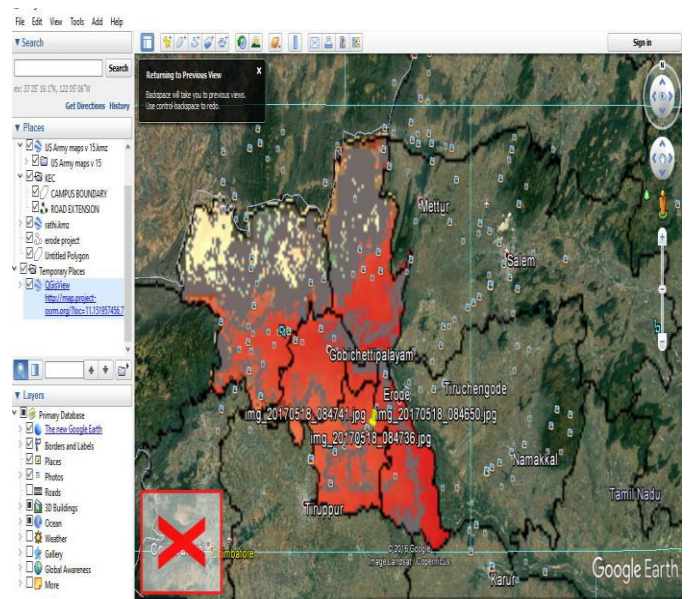 File Edit View Tools Add Help
Search
Search
ex: 37 25' 19.1"N, 122 05' 06"W
Get Directions History
Places
US Army maps v 15.kmz
US Army maps v 15
KEC
CAMPUS BOUNDARY
ROAD EXTENSION
rathi.kmz
erode project
Untitled Polygon
Temporary Places
QGisView
http://map.project-
osrm.org/?loc=11.151957456,7
Layers
Primary Database
The new Google Earth
Borders and Labels
Places
Photos
Roads
3D Buildings
Ocean
Weather
Gallery
Global Awareness
More
Sign in
Returning to Previous View X
Backspace will take you to previous views.
Use control-backspace to redo.
N
Mettur
Salem
Gobichettipalayam
Erode
Tiruchengode
img_20170518_084741.jpg img_20170518_084650.jpg
img_20170518_084736.jpg
Namakkal
Tamil Nadu
Tiruppur
Coimbatore
© 2016 Google
Image Landsat / Copernicus
Karur
Google Earth